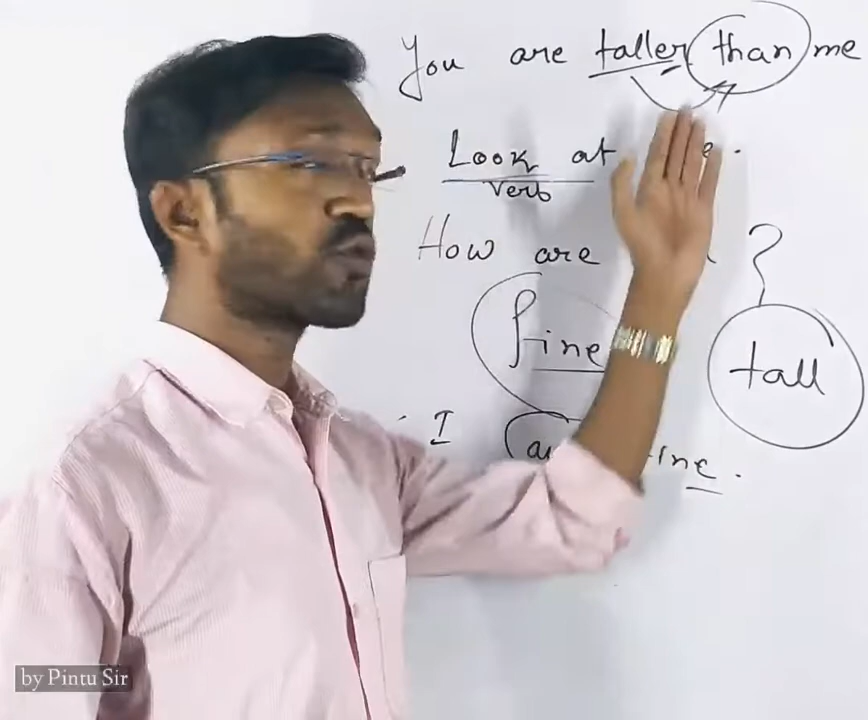 You are taller than me
Look at .
Verb
How are ?
fine
tall
I fine.
by Pintu Sir